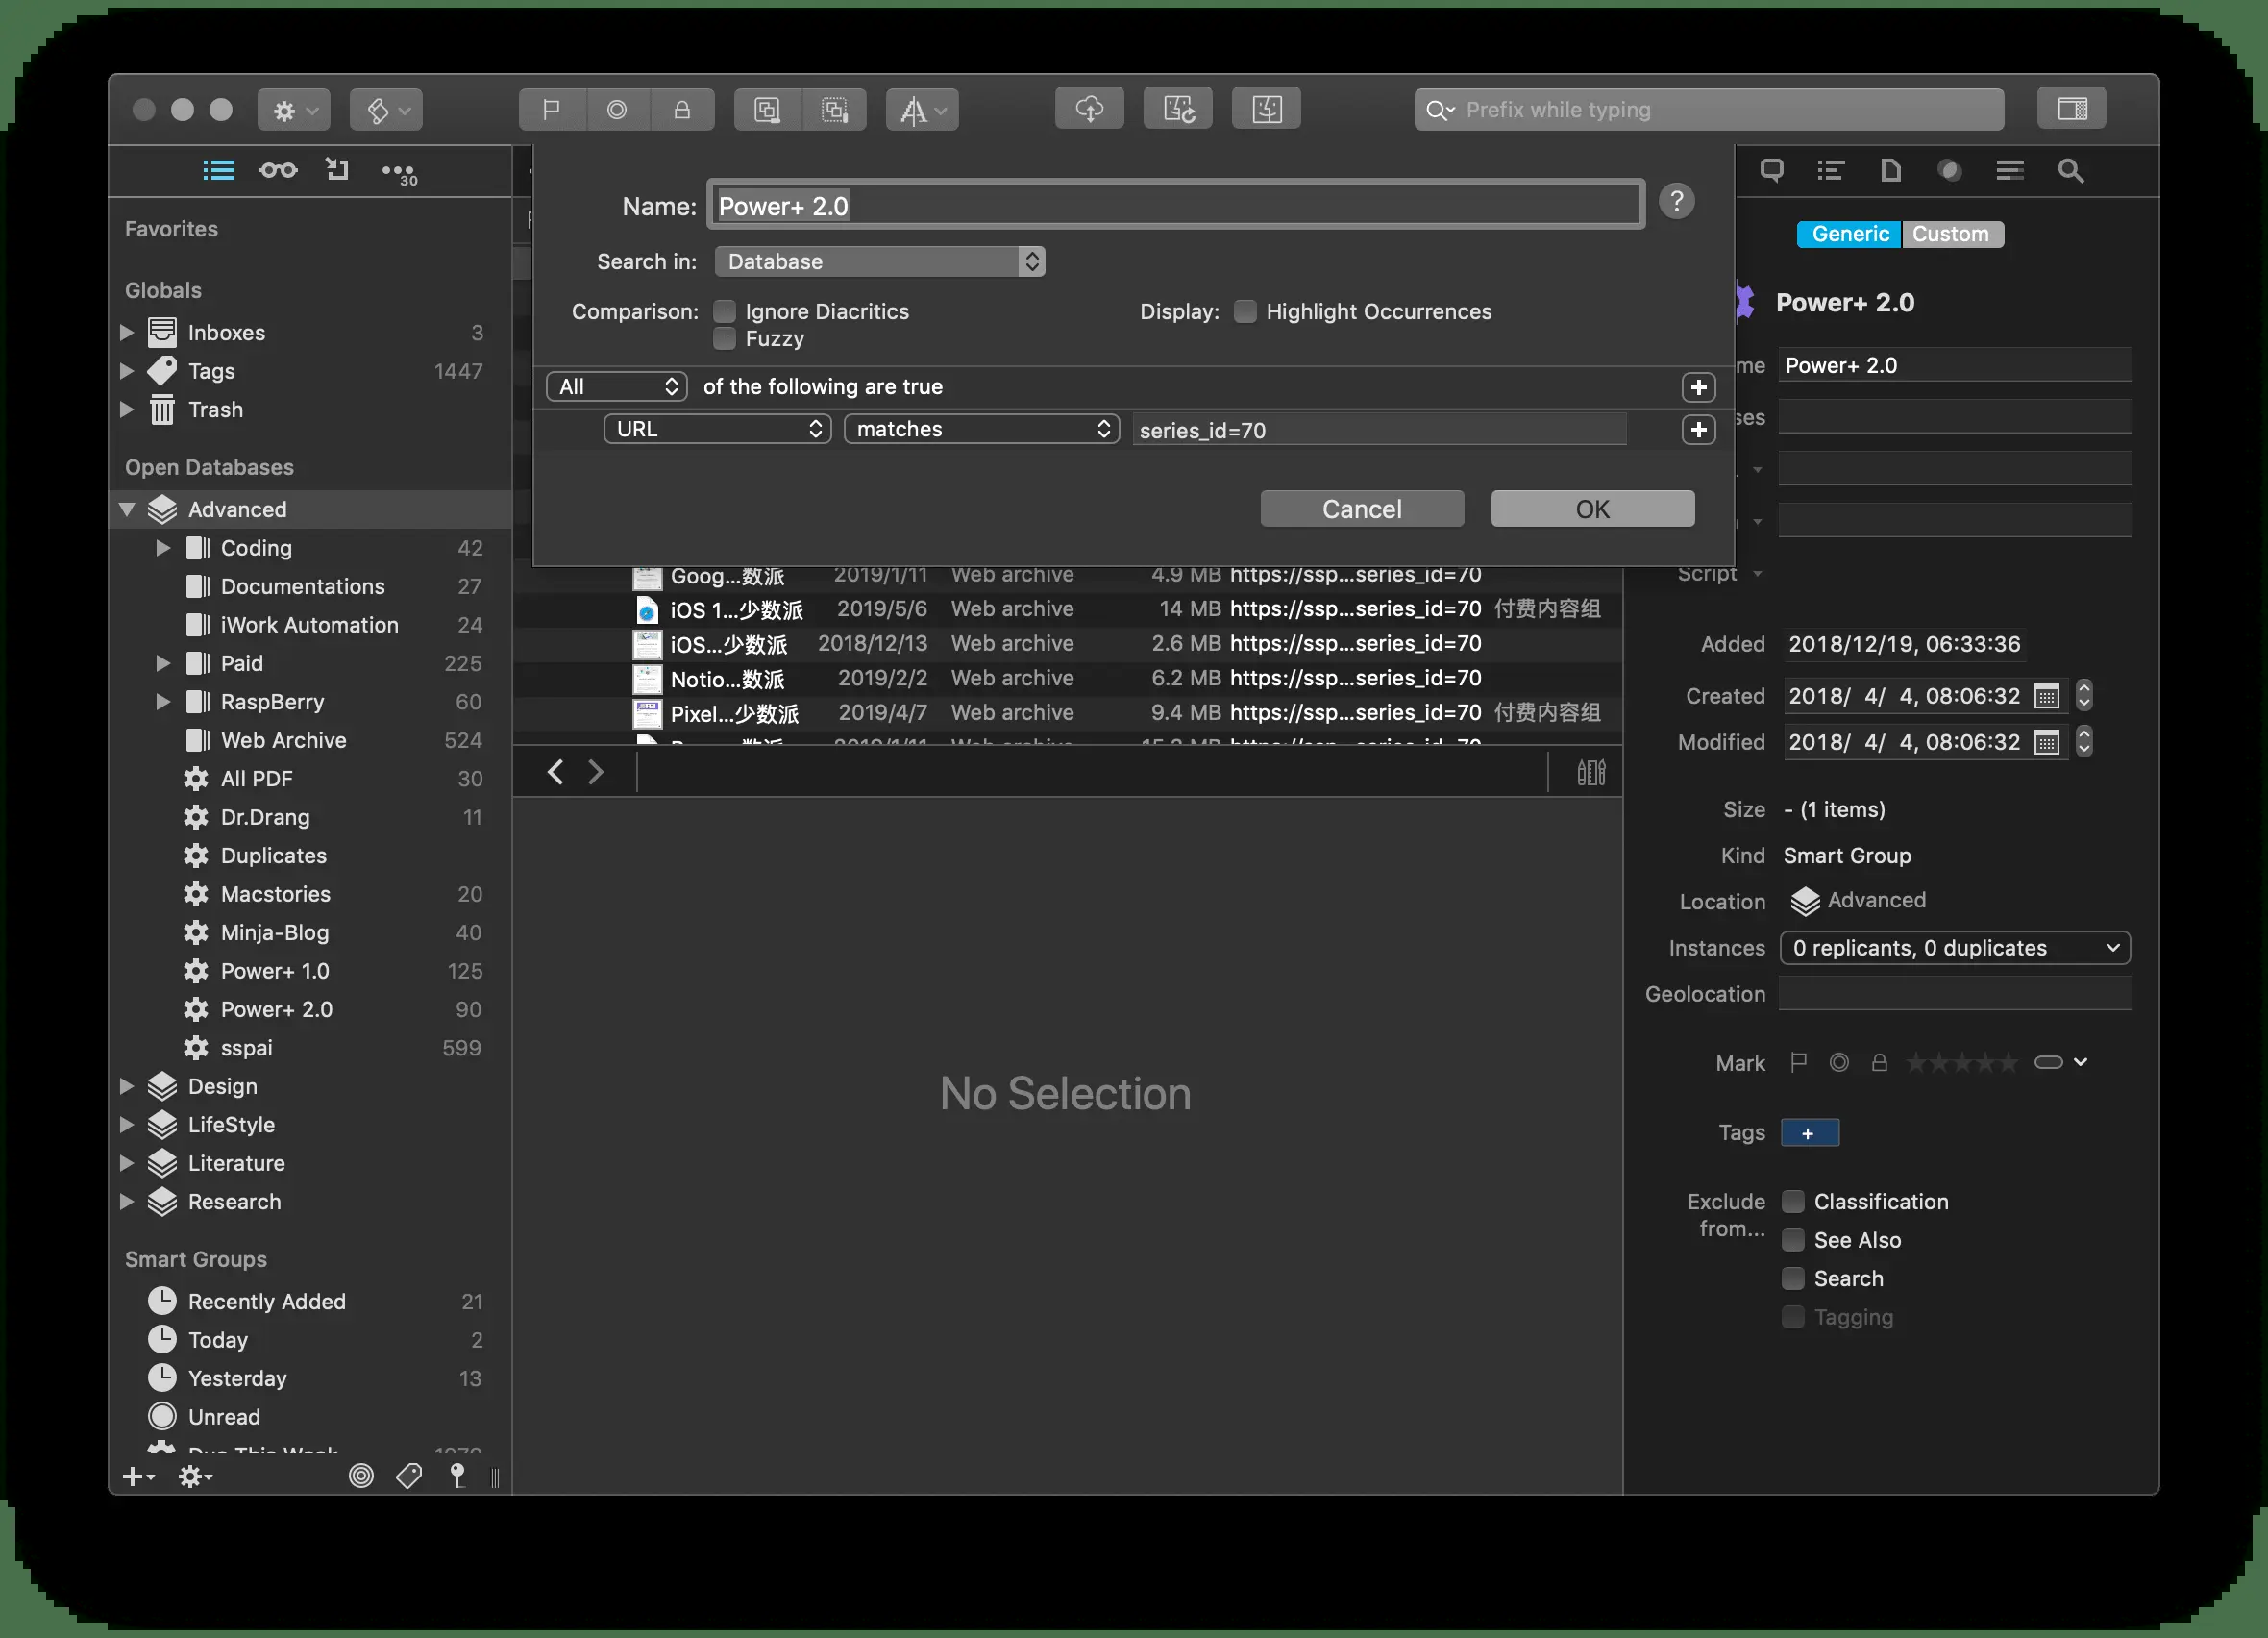 Prefix while typing
30
Favorites
Globals
Inboxes 3
Tags 1447
Trash
Open Databases
Advanced
Coding 42
Documentations 27
iWork Automation 24
Paid 225
RaspBerry 60
Web Archive 524
All PDF 30
Dr.Drang 11
Duplicates
Macstories 20
Minja-Blog 40
Power+ 1.0 125
Power+ 2.0 90
sspai 599
Design
LifeStyle
Literature
Research
Smart Groups
Recently Added 21
Today 2
Yesterday 13
Unread
Due This Week
Name: Power+ 2.0 ?
Search in: Database
Comparison: Ignore Diacritics
Fuzzy
Display: Highlight Occurrences
All of the following are true
URL matches series_id=70
Cancel OK
Goog...数派 2019/1/11 Web archive 4.9 MB https://ssp...series_id=70
iOS 1...少数派 2019/5/6 Web archive 14 MB https://ssp...series_id=70 付费内容组
iOS...少数派 2018/12/13 Web archive 2.6 MB https://ssp...series_id=70
Notio...数派 2019/2/2 Web archive 6.2 MB https://ssp...series_id=70
Pixel...少数派 2019/4/7 Web archive 9.4 MB https://ssp...series_id=70 付费内容组
No Selection
Generic Custom
Power+ 2.0
me Power+ 2.0
ses
Script
Added 2018/12/19, 06:33:36
Created 2018/ 4/ 4, 08:06:32
Modified 2018/ 4/ 4, 08:06:32
Size - (1 items)
Kind Smart Group
Location Advanced
Instances 0 replicants, 0 duplicates
Geolocation
Mark
Tags +
Exclude from... Classification
See Also
Search
Tagging